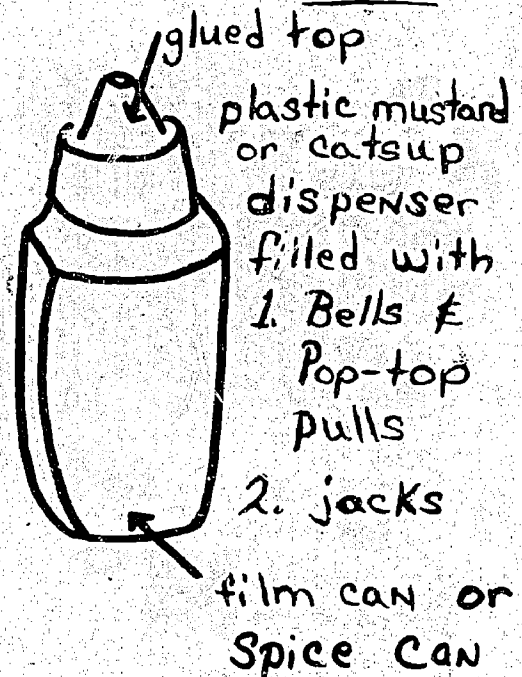 glued top
plastic mustard
or catsup
dispenser
filled with
1. Bells &
Pop-top
pulls
2. jacks
film can or
Spice Can